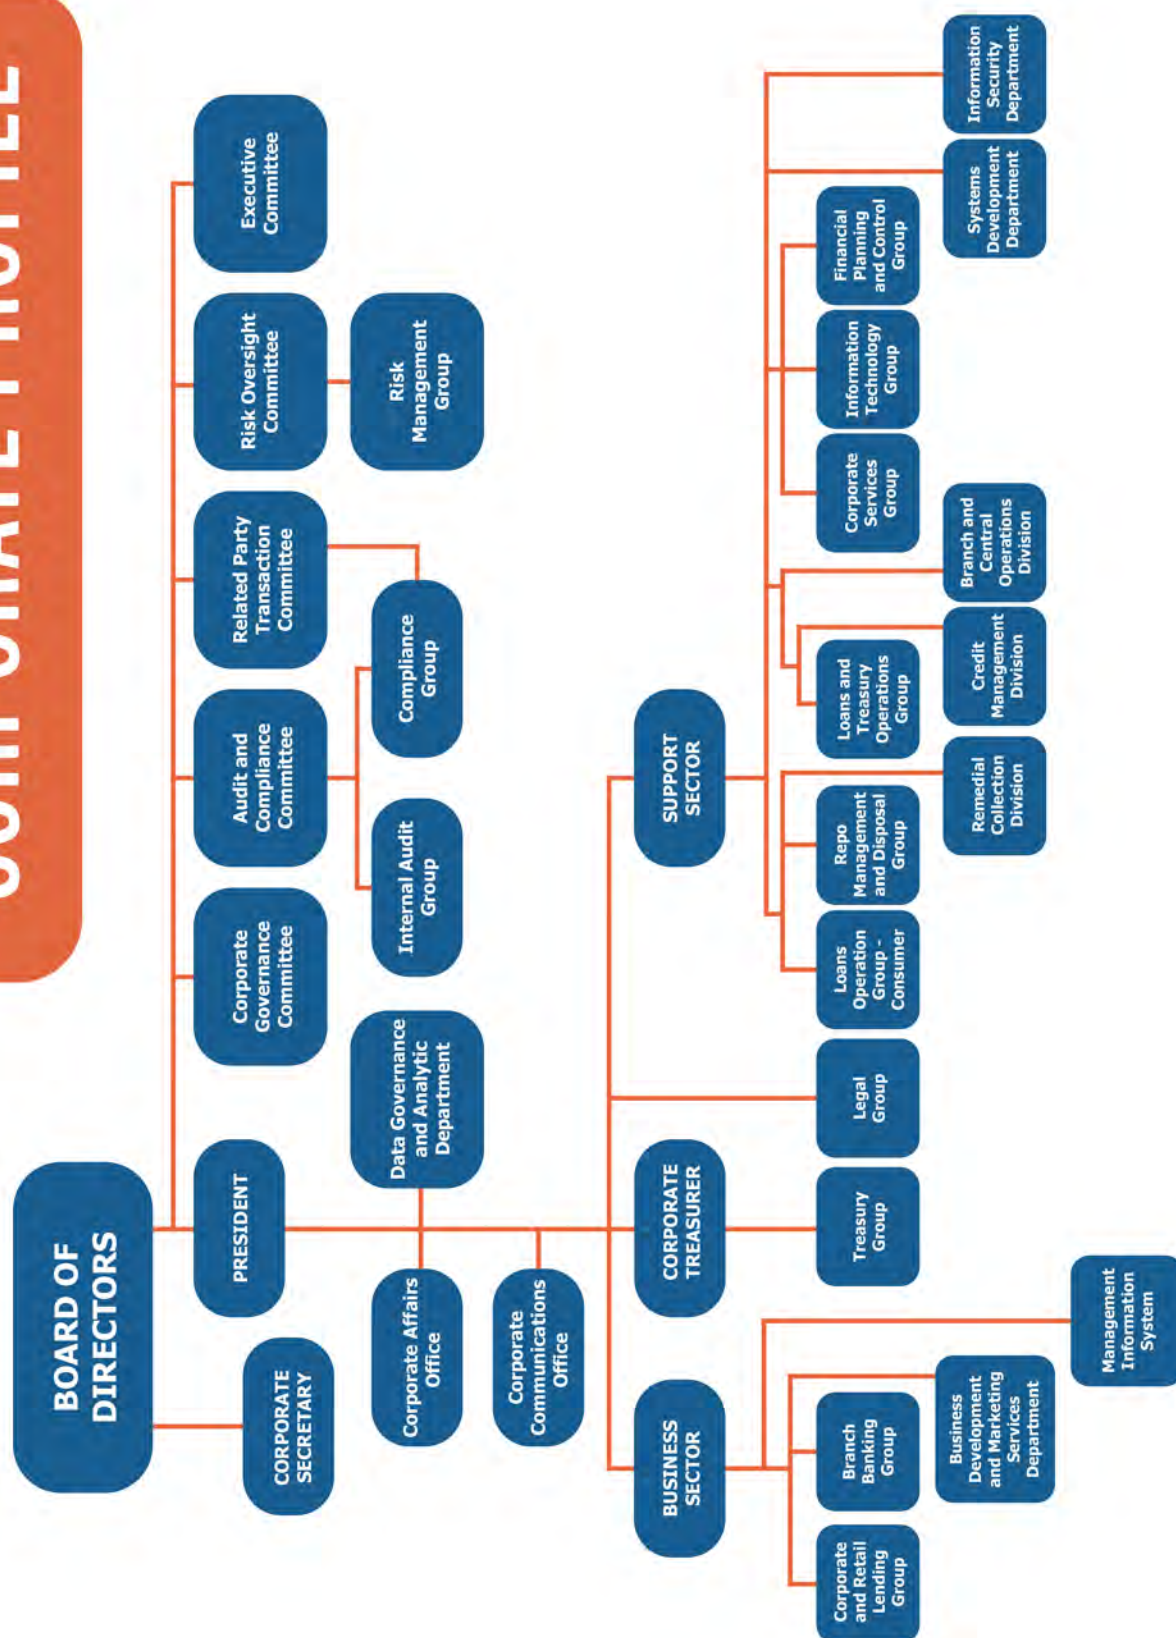 CORPORATE PROFILE
BOARD OF
DIRECTORS
CORPORATE
SECRETARY
PRESIDENT
Corporate
Governance
Committee
Audit and
Compliance
Committee
Related Party
Transaction
Committee
Risk Oversight
Committee
Executive
Committee
Corporate Affairs
Office
Data Governance
and Analytic
Department
Internal Audit
Group
Compliance
Group
Risk
Management
Group
Corporate
Communications
Office
BUSINESS
SECTOR
CORPORATE
TREASURER
SUPPORT
SECTOR
Corporate
and Retail
Lending
Group
Branch
Banking
Group
Treasury
Group
Legal
Group
Loans
Operation
Group -
Consumer
Repo
Management
and Disposal
Group
Loans and
Treasury
Operations
Group
Corporate
Services
Group
Information
Technology
Group
Financial
Planning
and Control
Group
Business
Development
and Marketing
Services
Department
Remedial
Collection
Division
Credit
Management
Division
Branch and
Central
Operations
Division
Systems
Development
Department
Information
Security
Department
Management
Information
System